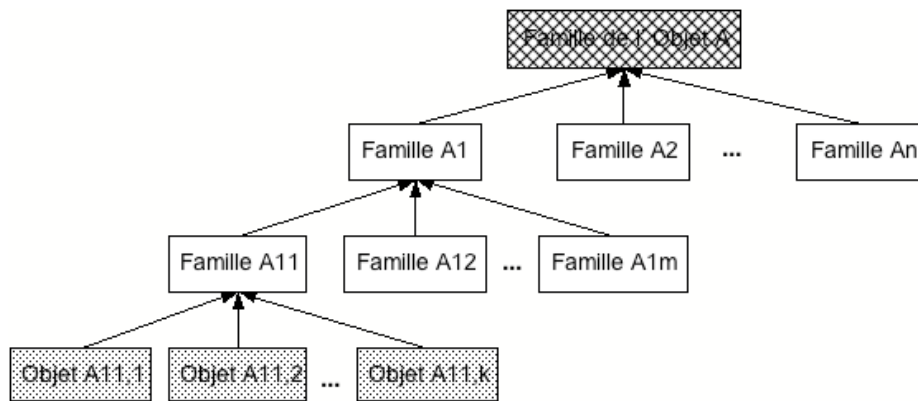 Famille de l' Objet A
Famille A1
Famille A2
...
Famille An
Famille A11
Famille A12
...
Famille A1m
Objet A11,1
Objet A11,2
...
Objet A11,k